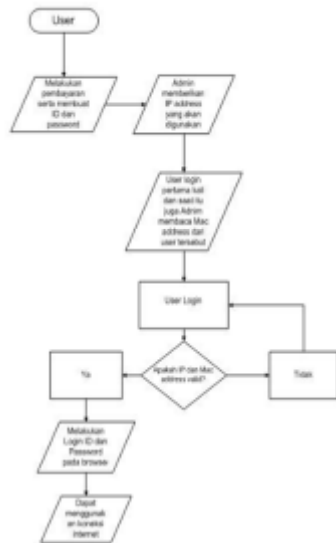 User
Melakukan
pembayaran
serta membuat
ID dan
password
Admin
memberikan
IP address
yang akan
digunakan
User login
pertama kali
dan saat itu
juga Admin
membaca Mac
address dari
user tersebut
User Login
Apakah IP dan Mac
address valid?
Ya
Tidak
Melakukan
Login ID dan
Password
pada browser
Dapat
menggunak
an koneksi
internet